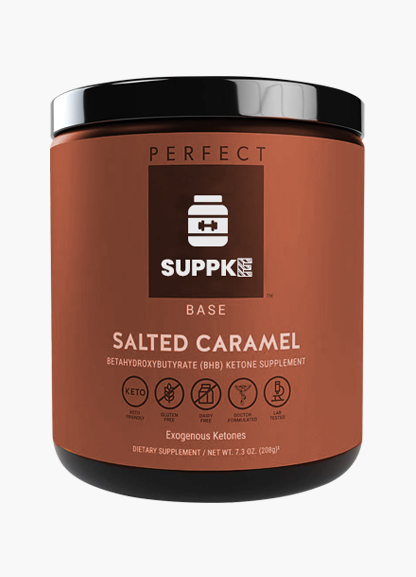 PERFECT
SUPPKE
™
BASE
SALTED CARAMEL
BETAHYDROXYBUTYRATE (BHB) KETONE SUPPLEMENT
KETO
KETO FRIENDLY
GLUTEN FREE
DAIRY FREE
DOCTOR FORMULATED
LAB TESTED
Exogenous Ketones
DIETARY SUPPLEMENT / NET WT. 7.3 OZ. (208g)